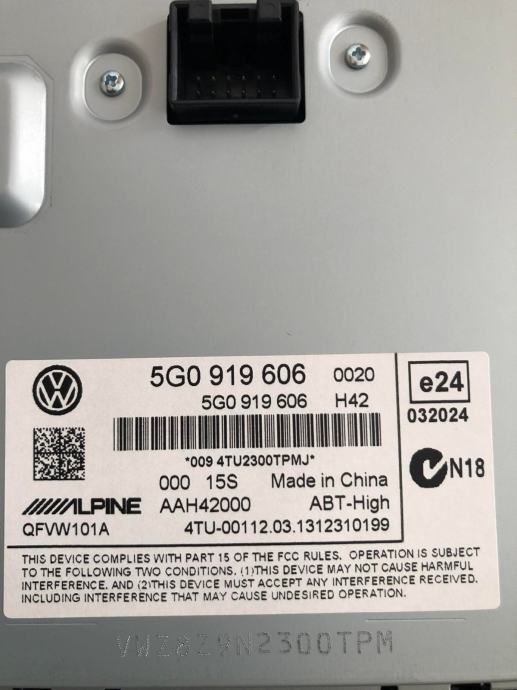 5G0 919 606 0020
5G0 919 606 H42
*009 4TU2300TPMJ*
000 15S Made in China
ALPINE AAH42000 ABT-High
QFVW101A 4TU-00112.03.1312310199
e24
032024
N18
THIS DEVICE COMPLIES WITH PART 15 OF THE FCC RULES. OPERATION IS SUBJECT
TO THE FOLLOWING TWO CONDITIONS. (1)THIS DEVICE MAY NOT CAUSE HARMFUL
INTERFERENCE, AND (2)THIS DEVICE MUST ACCEPT ANY INTERFERENCE RECEIVED.
INCLUDING INTERFERENCE THAT MAY CAUSE UNDESIRED OPERATION.
VWZ8Z9N2300TPM